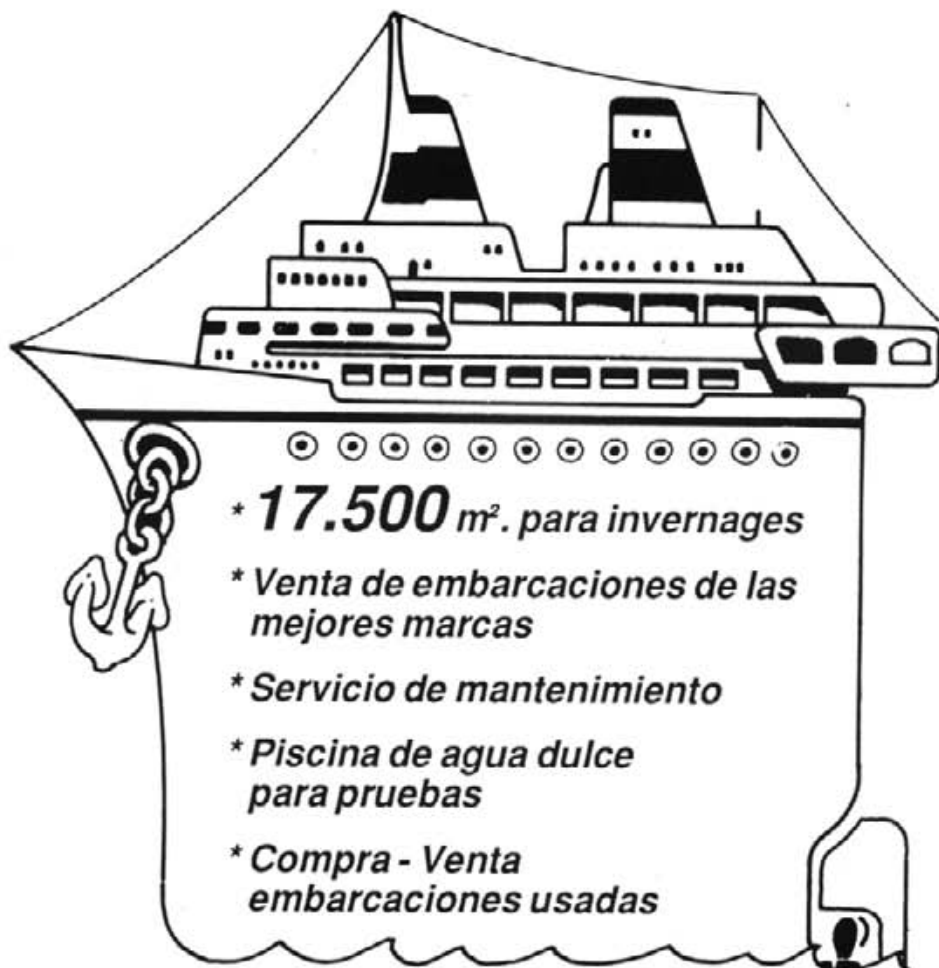 * 17.500 m². para invernages
* Venta de embarcaciones de las
mejores marcas
* Servicio de mantenimiento
* Piscina de agua dulce
para pruebas
* Compra - Venta
embarcaciones usadas